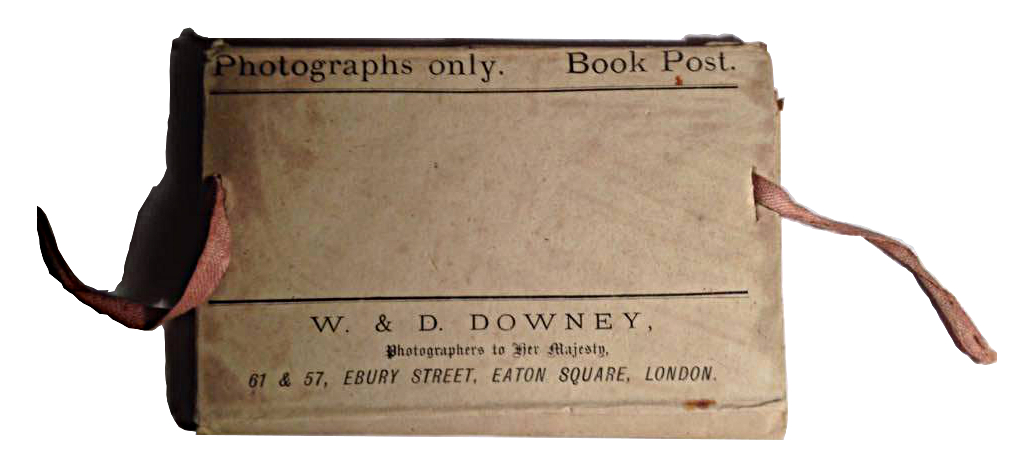 Photographs only. Book Post.
W. & D. DOWNEY,
Photographers to Her Majesty,
61 & 57, EBURY STREET, EATON SQUARE, LONDON.